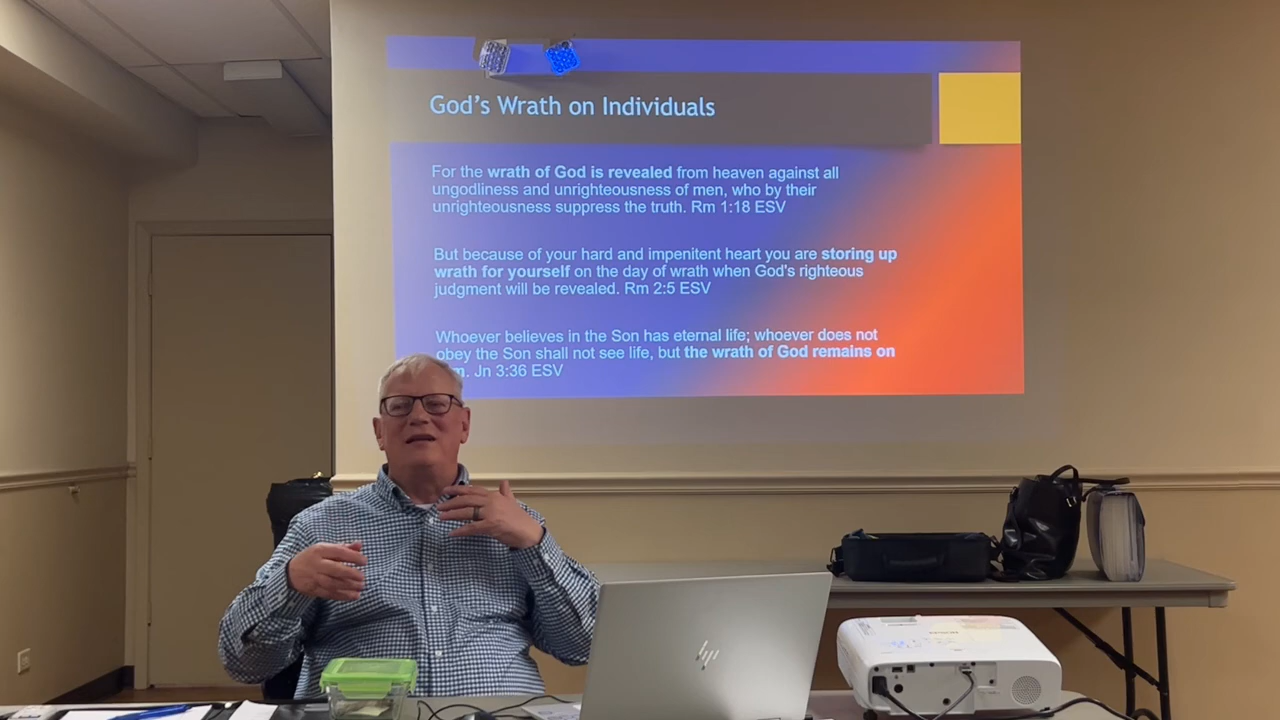 God's Wrath on Individuals
For the wrath of God is revealed from heaven against all
ungodliness and unrighteousness of men, who by their
unrighteousness suppress the truth. Rm 1:18 ESV
But because of your hard and impenitent heart you are storing up
wrath for yourself on the day of wrath when God's righteous
judgment will be revealed. Rm 2:5 ESV
Whoever believes in the Son has eternal life; whoever does not
obey the Son shall not see life, but the wrath of God remains on
Jn 3:36 ESV
hp
EPSON